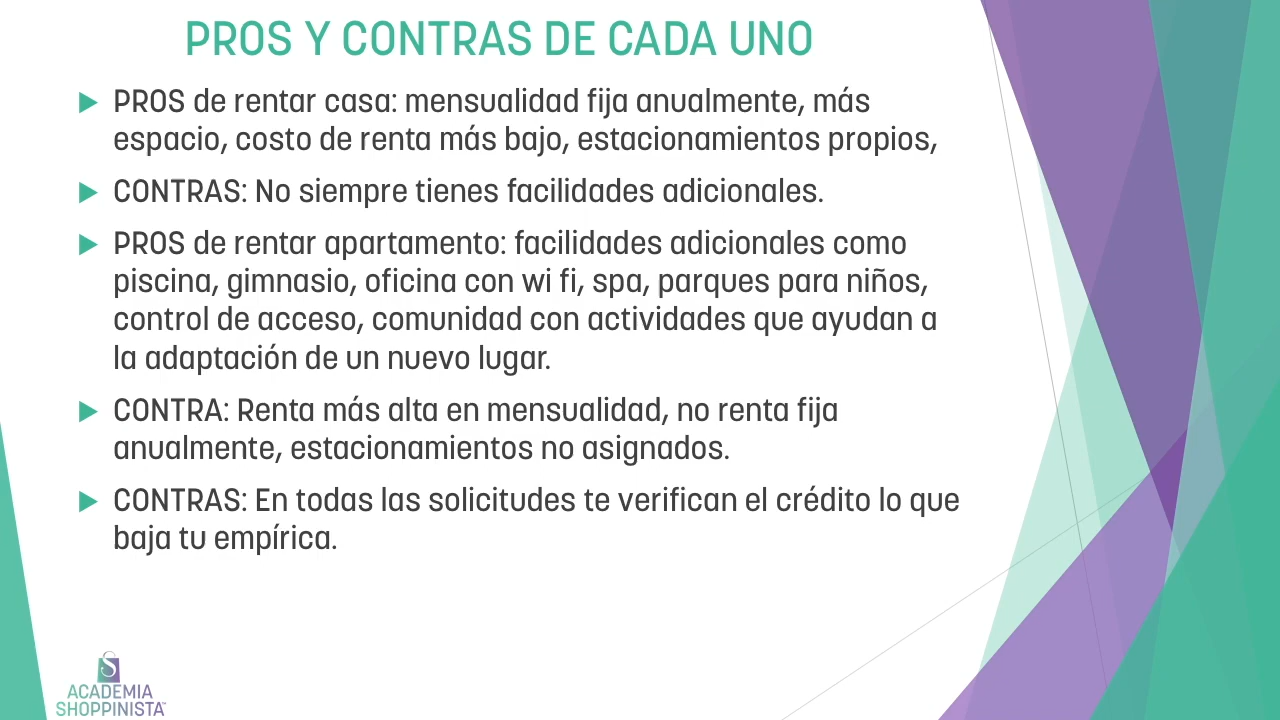 PROS Y CONTRAS DE CADA UNO
PROS de rentar casa: mensualidad fija anualmente, más
espacio, costo de renta más bajo, estacionamientos propios,
CONTRAS: No siempre tienes facilidades adicionales.
PROS de rentar apartamento: facilidades adicionales como
piscina, gimnasio, oficina con wi fi, spa, parques para niños,
control de acceso, comunidad con actividades que ayudan a
la adaptación de un nuevo lugar.
CONTRA: Renta más alta en mensualidad, no renta fija
anualmente, estacionamientos no asignados.
CONTRAS: En todas las solicitudes te verifican el crédito lo que
baja tu empírica.
ACADEMIA
SHOPPINISTA